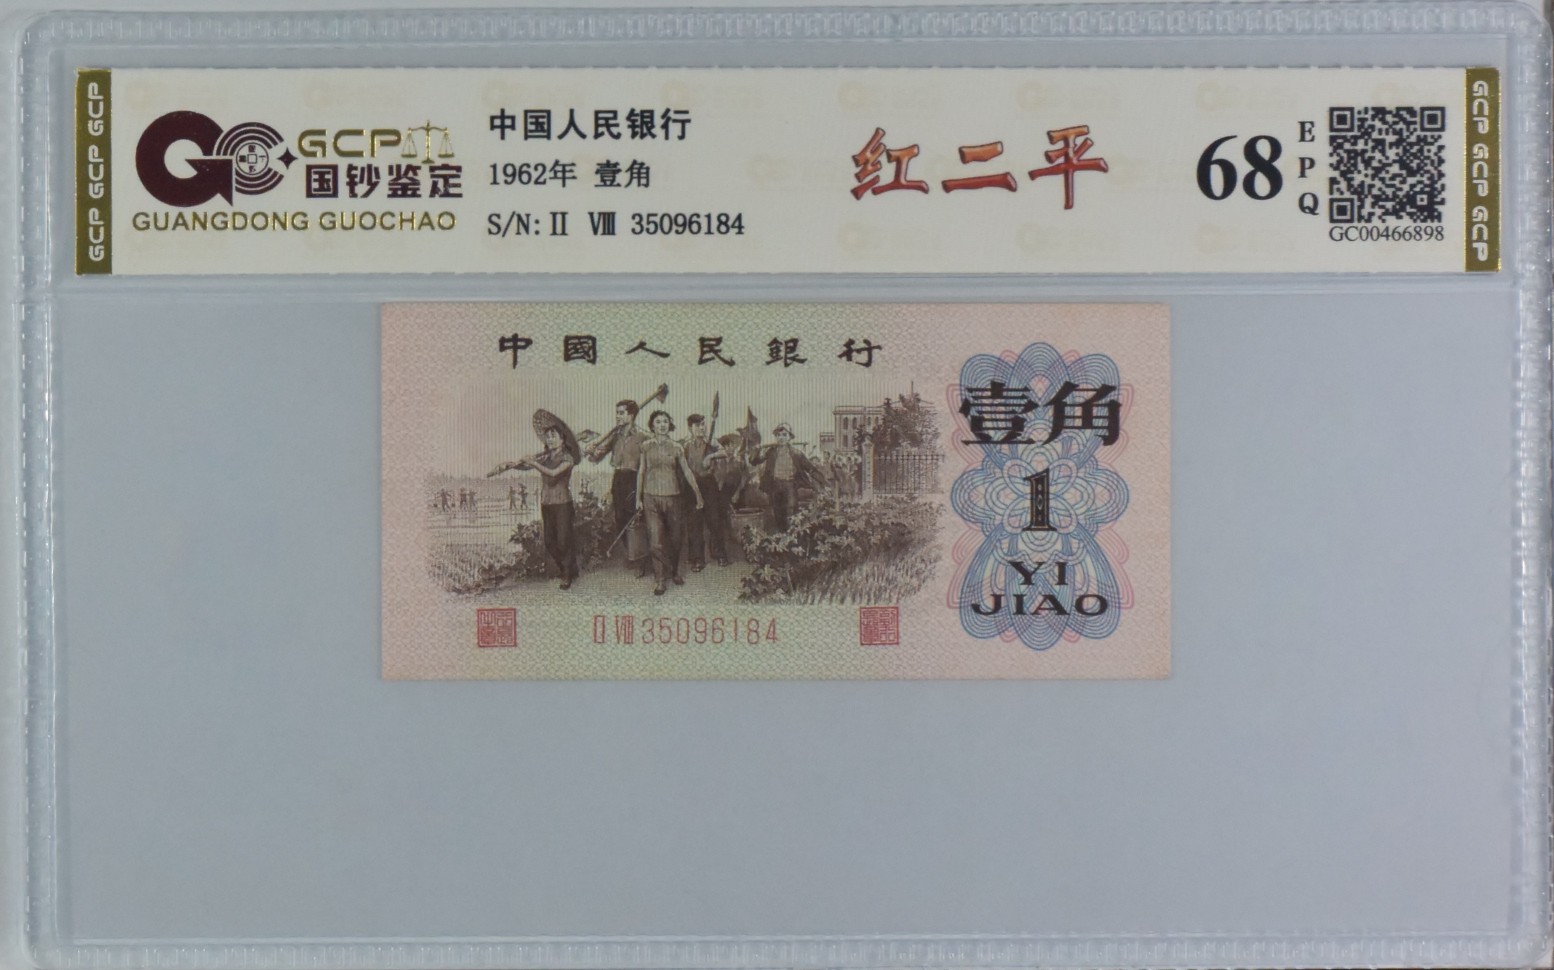 GCP GCP GCP
GCP
国钞鉴定
GUANGDONG GUOCHAO
中国人民银行
1962年 壹角
S/N: II VIII 35096184
红二平
68
EPQ
GC00466898
GCP GCP GCP
中國人民銀行
壹角
1
YI
JIAO
II VIII 35096184